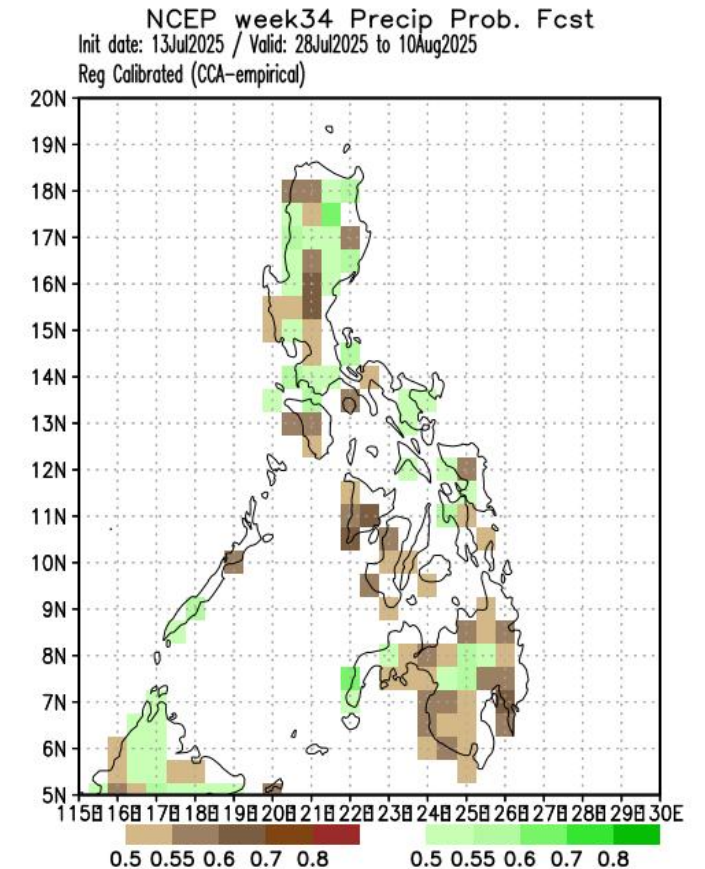 NCEP week34 Precip Prob. Fcst
Init date: 13Jul2025 / Valid: 28Jul2025 to 10Aug2025
Reg Calibrated (CCA-empirical)
20N
19N
18N
17N
16N
15N
14N
13N
12N
11N
10N
9N
8N
7N
6N
5N
115E 116E 117E 118E 119E 120E 121E 122E 123E 124E 125E 126E 127E 128E 129E 130E
0.5 0.55 0.6 0.7 0.8 0.5 0.55 0.6 0.7 0.8